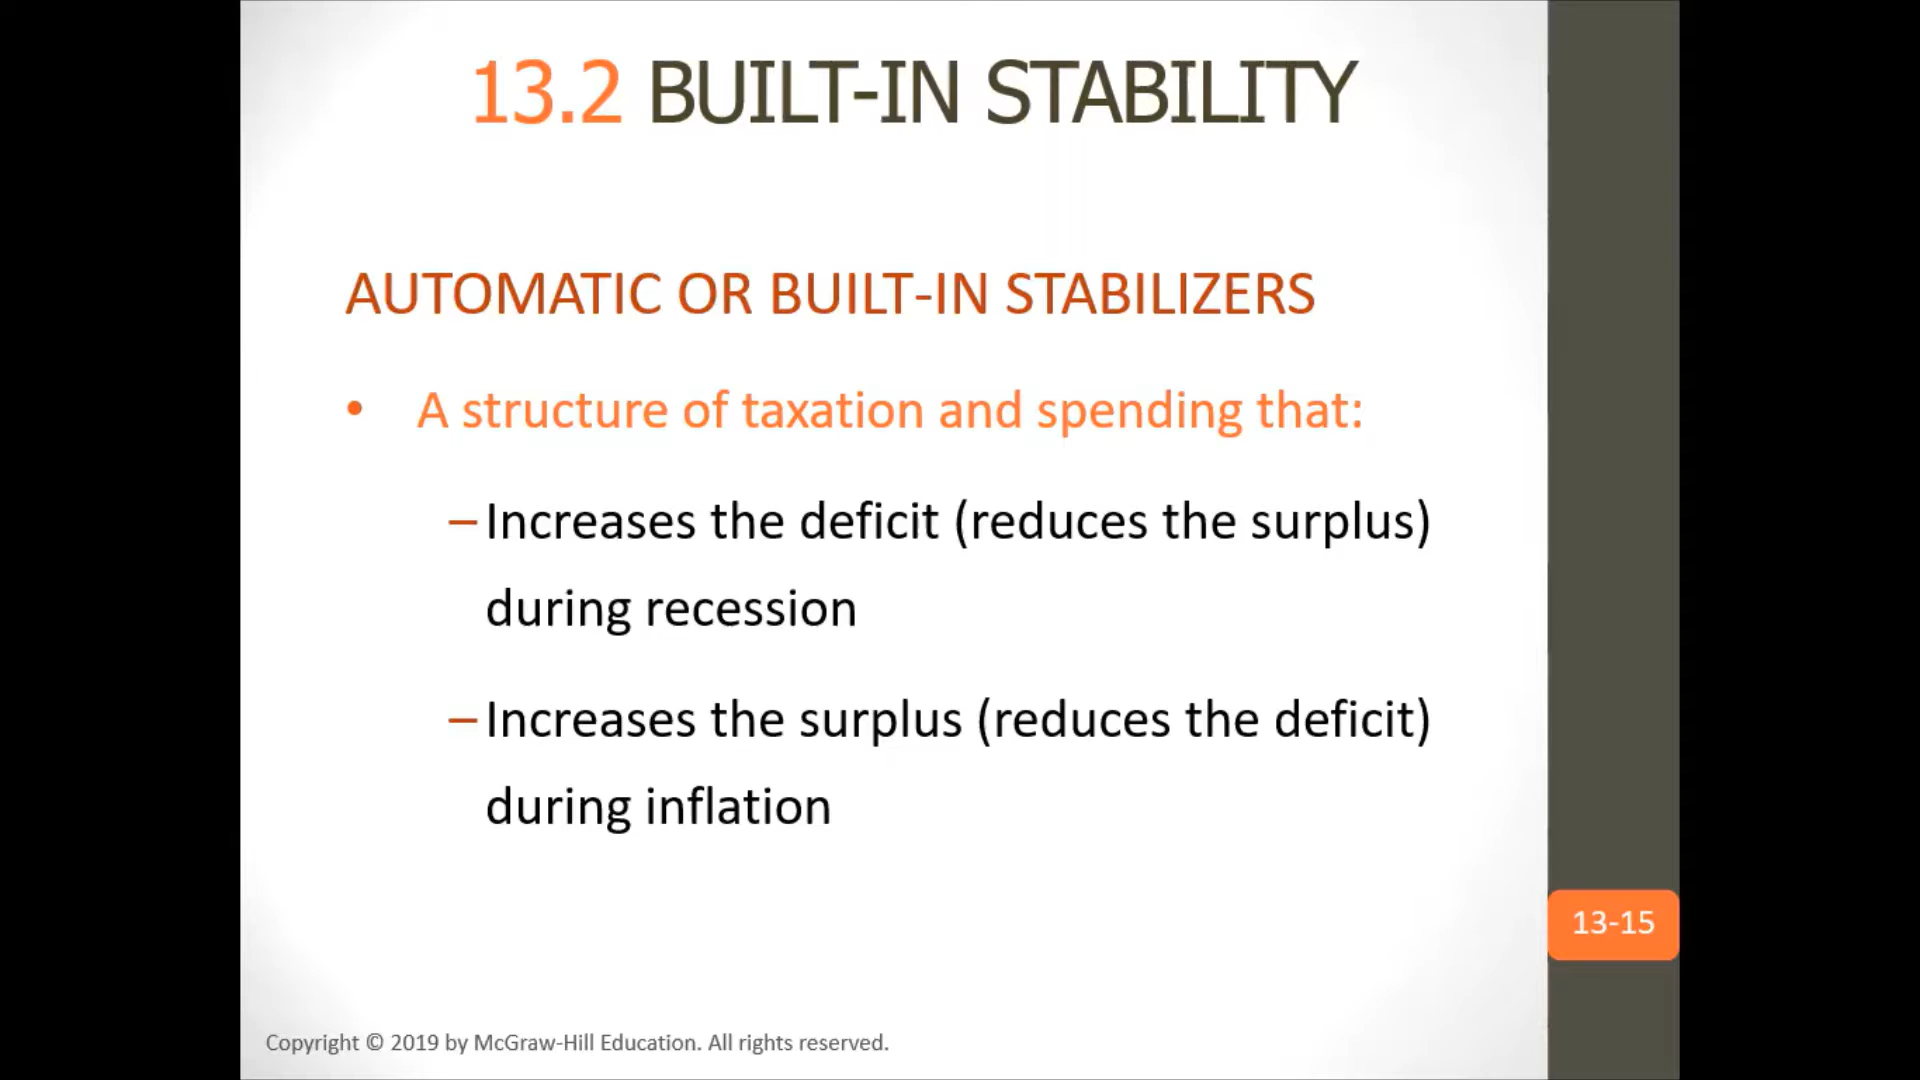 13.2 BUILT-IN STABILITY
AUTOMATIC OR BUILT-IN STABILIZERS
• A structure of taxation and spending that:
–Increases the deficit (reduces the surplus)
during recession
–Increases the surplus (reduces the deficit)
during inflation
13-15
Copyright © 2019 by McGraw-Hill Education. All rights reserved.